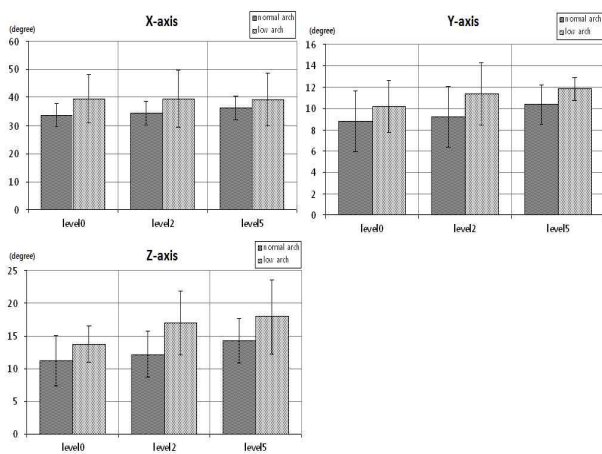 (degree)
X-axis
normal arch
low arch
60
50
40
30
20
10
0
level0 level2 level5
(degree)
Y-axis
normal arch
low arch
16
14
12
10
8
6
4
2
0
level0 level2 level5
(degree)
Z-axis
normal arch
low arch
25
20
15
10
5
0
level0 level2 level5